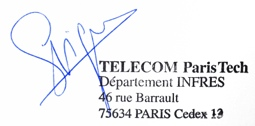 TELECOM ParisTech
Département INFRES
46 rue Barrault
75634 PARIS Cedex 13